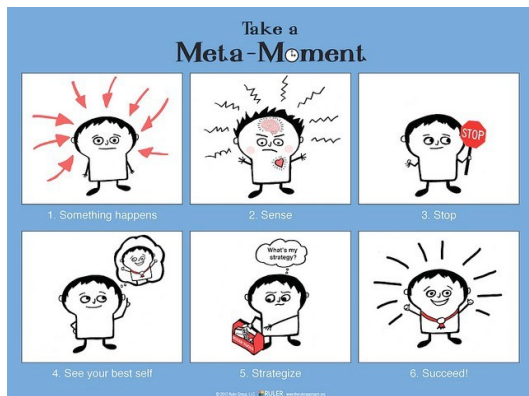 Take a
Meta-Moment
STOP
1. Something happens
2. Sense
3. Stop
What's my
strategy?
4. See your best self
5. Strategize
6. Succeed!
RULER